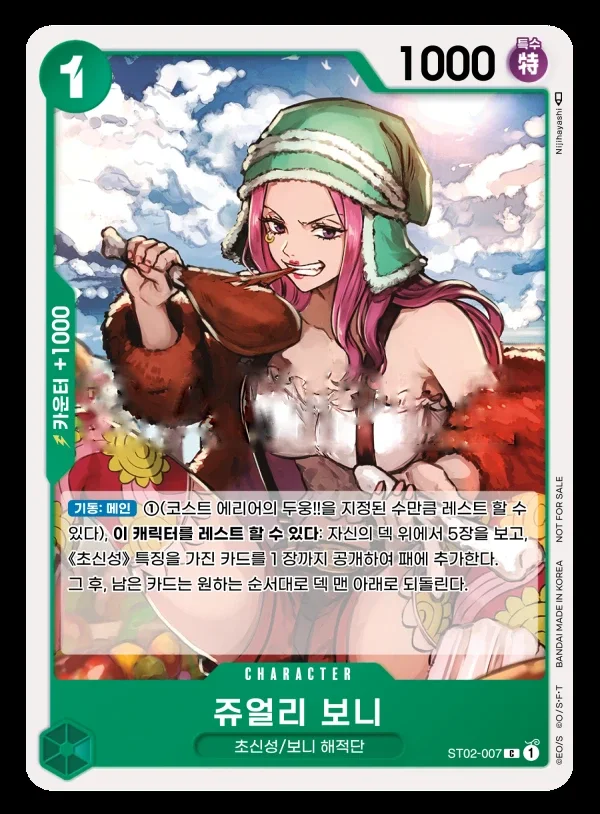 1
1000
특수
特
Nijihayashi
카운터 +1000
기동: 메인 ①(코스트 에리어의 두웅!!을 지정된 수만큼 레스트 할 수
있다), 이 캐릭터를 레스트 할 수 있다: 자신의 덱 위에서 5장을 보고,
《초신성》 특징을 가진 카드를 1장까지 공개하여 패에 추가한다.
그 후, 남은 카드는 원하는 순서대로 덱 맨 아래로 되돌린다.
CHARACTER
쥬얼리 보니
초신성/보니 해적단
ST02-007 C 1
©EO/S ©O/S·F·T BANDAI MADE IN KOREA NOT FOR SALE